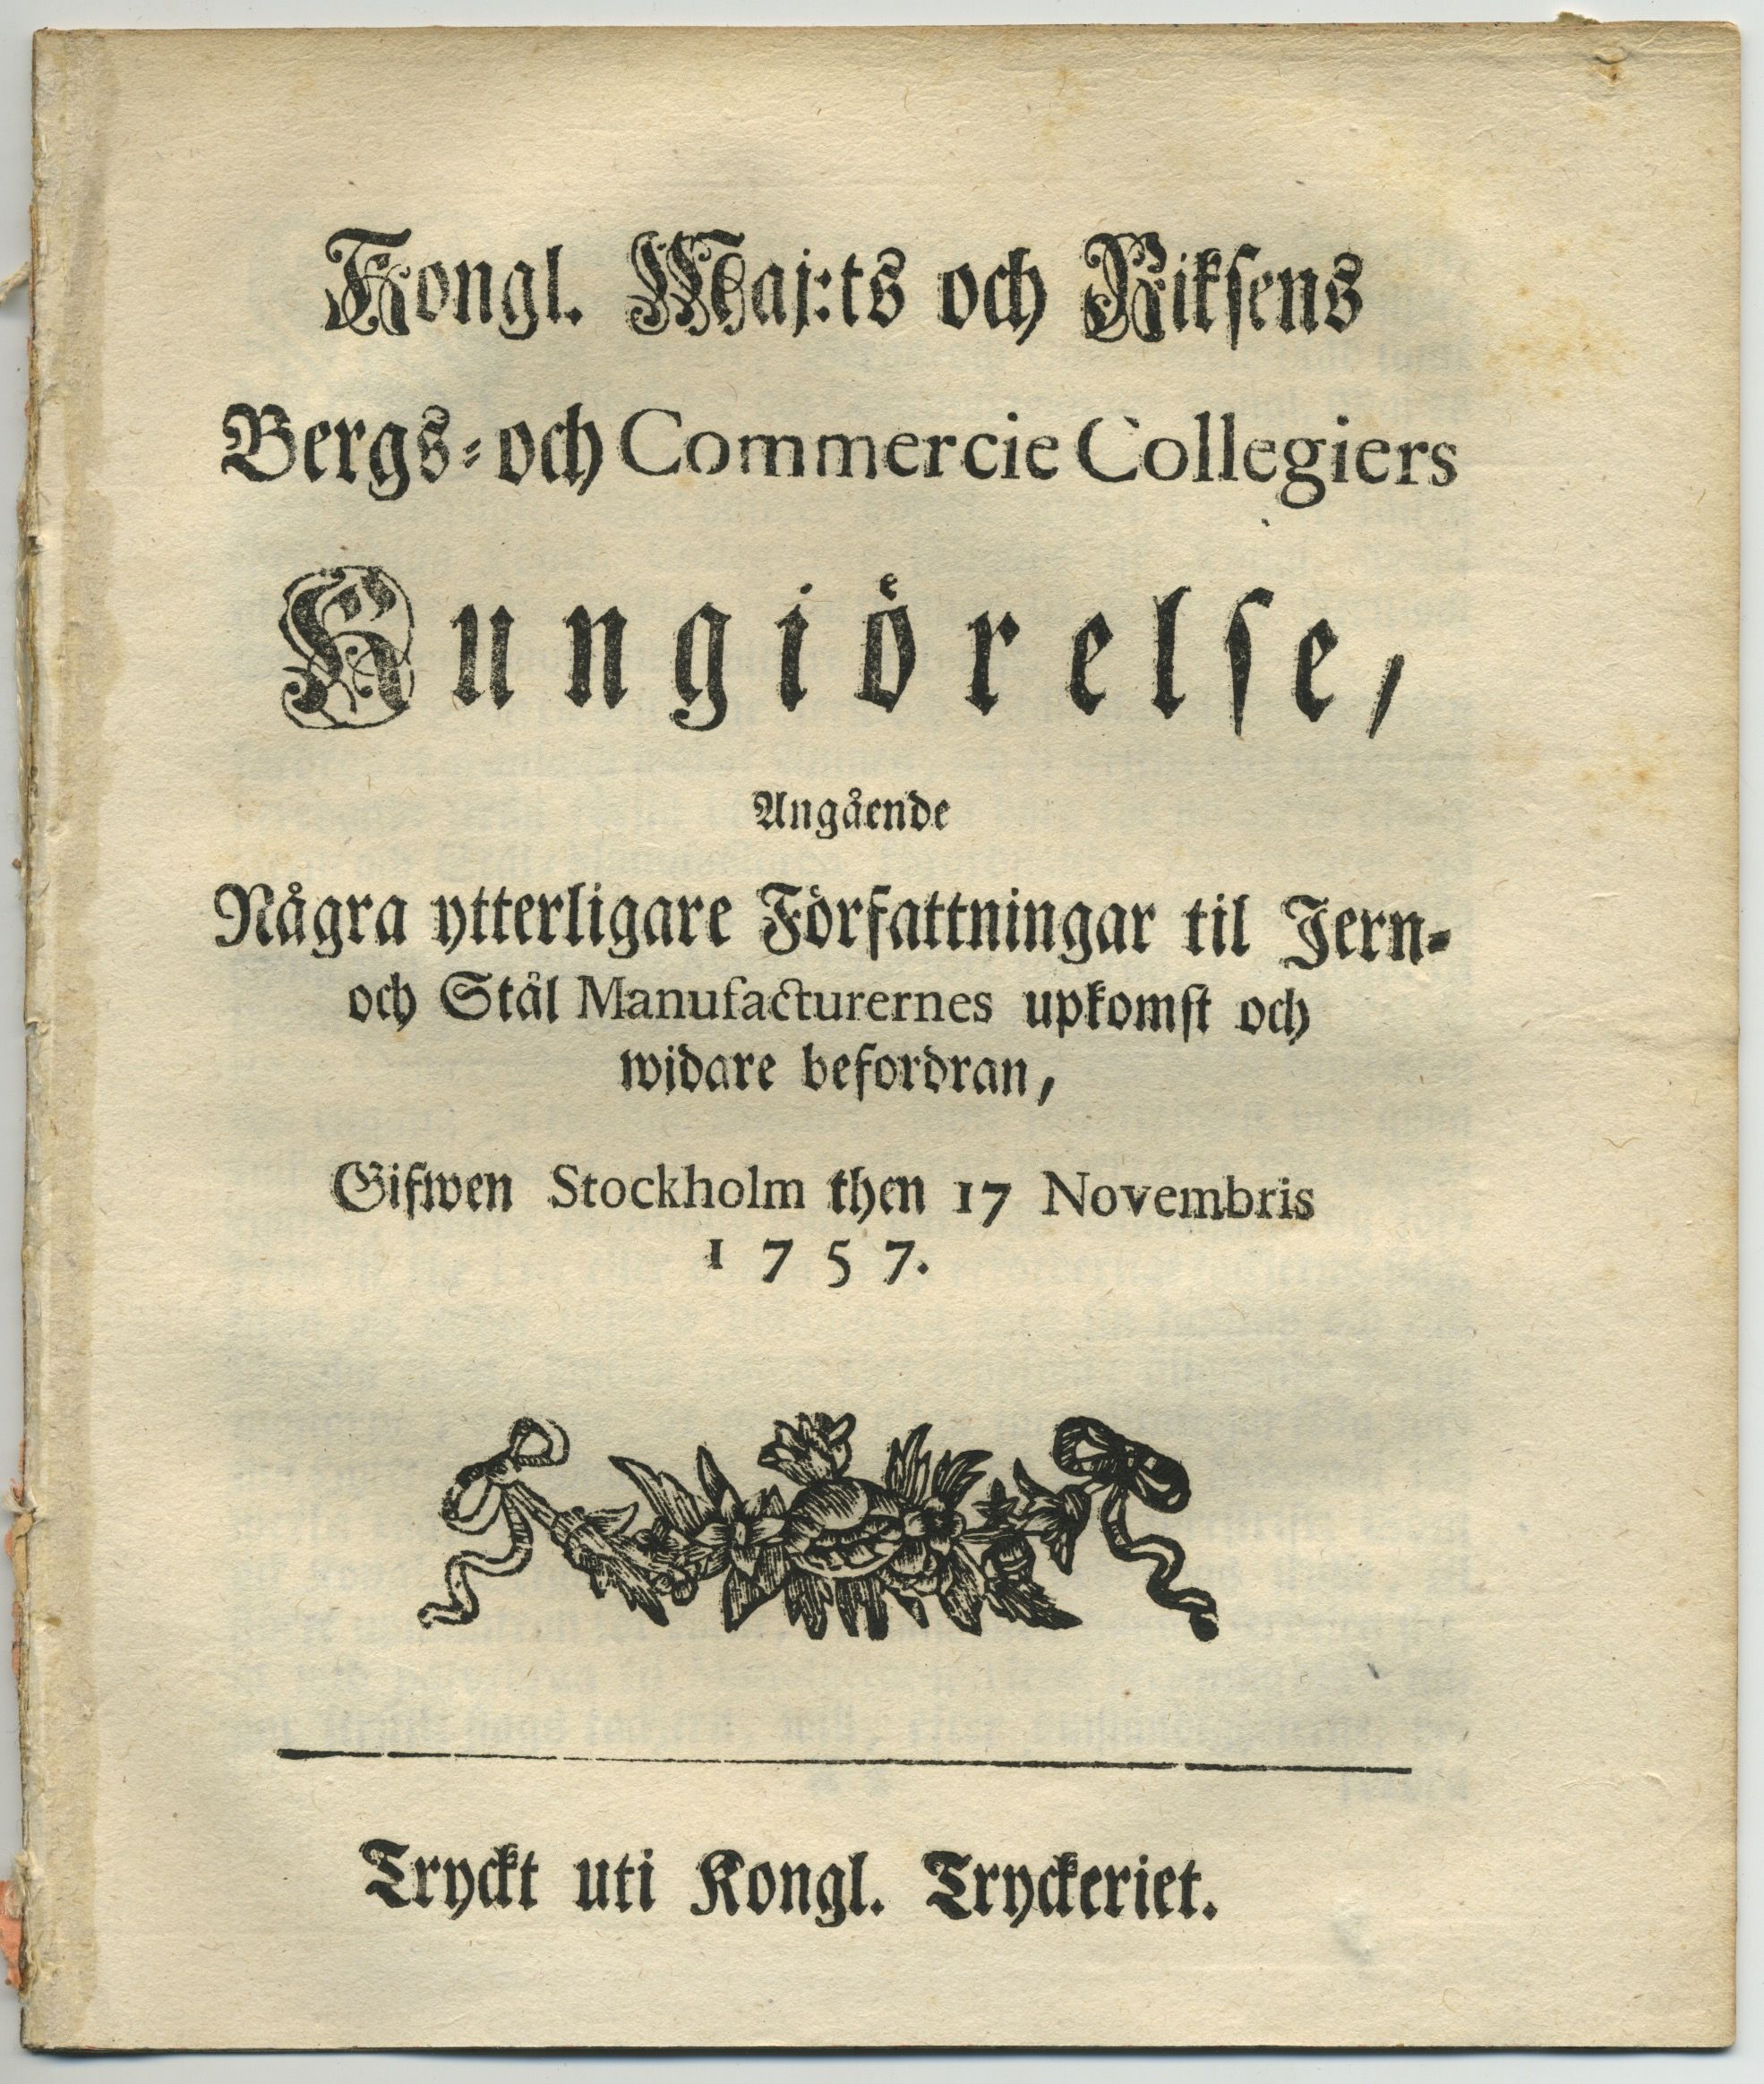 Kongl. Maj:ts och Riksens
Bergs- och Commercie Collegiers
Kungiörelse,
Angående
Några ytterligare Författningar til Jern-
och Stål Manufacturernes upkomst och
widare befordran,
Gifwen Stockholm then 17 Novembris
1757.
Tryckt uti Kongl. Tryckeriet.